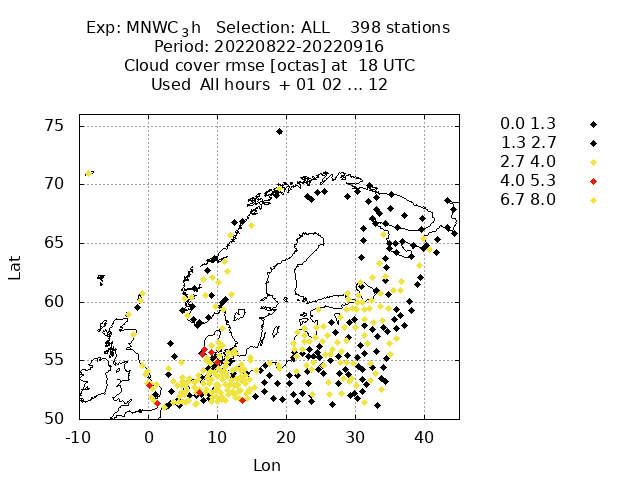 Exp: MNWC_3h   Selection: ALL    398 stations
Period: 20220822-20220916
Cloud cover rmse [octas] at  18 UTC
Used  All hours  + 01 02 ... 12
75
70
65
60
55
50
-10
0
10
20
30
40
Lat
Lon
0.0 1.3
1.3 2.7
2.7 4.0
4.0 5.3
6.7 8.0